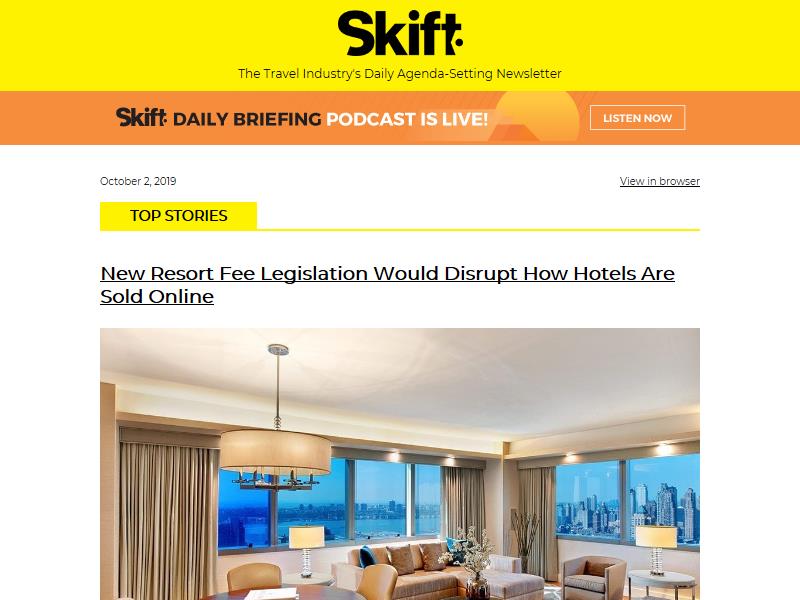 Skift
The Travel Industry's Daily Agenda-Setting Newsletter
Skift DAILY BRIEFING PODCAST IS LIVE!
LISTEN NOW
October 2, 2019
View in browser
TOP STORIES
New Resort Fee Legislation Would Disrupt How Hotels Are
Sold Online